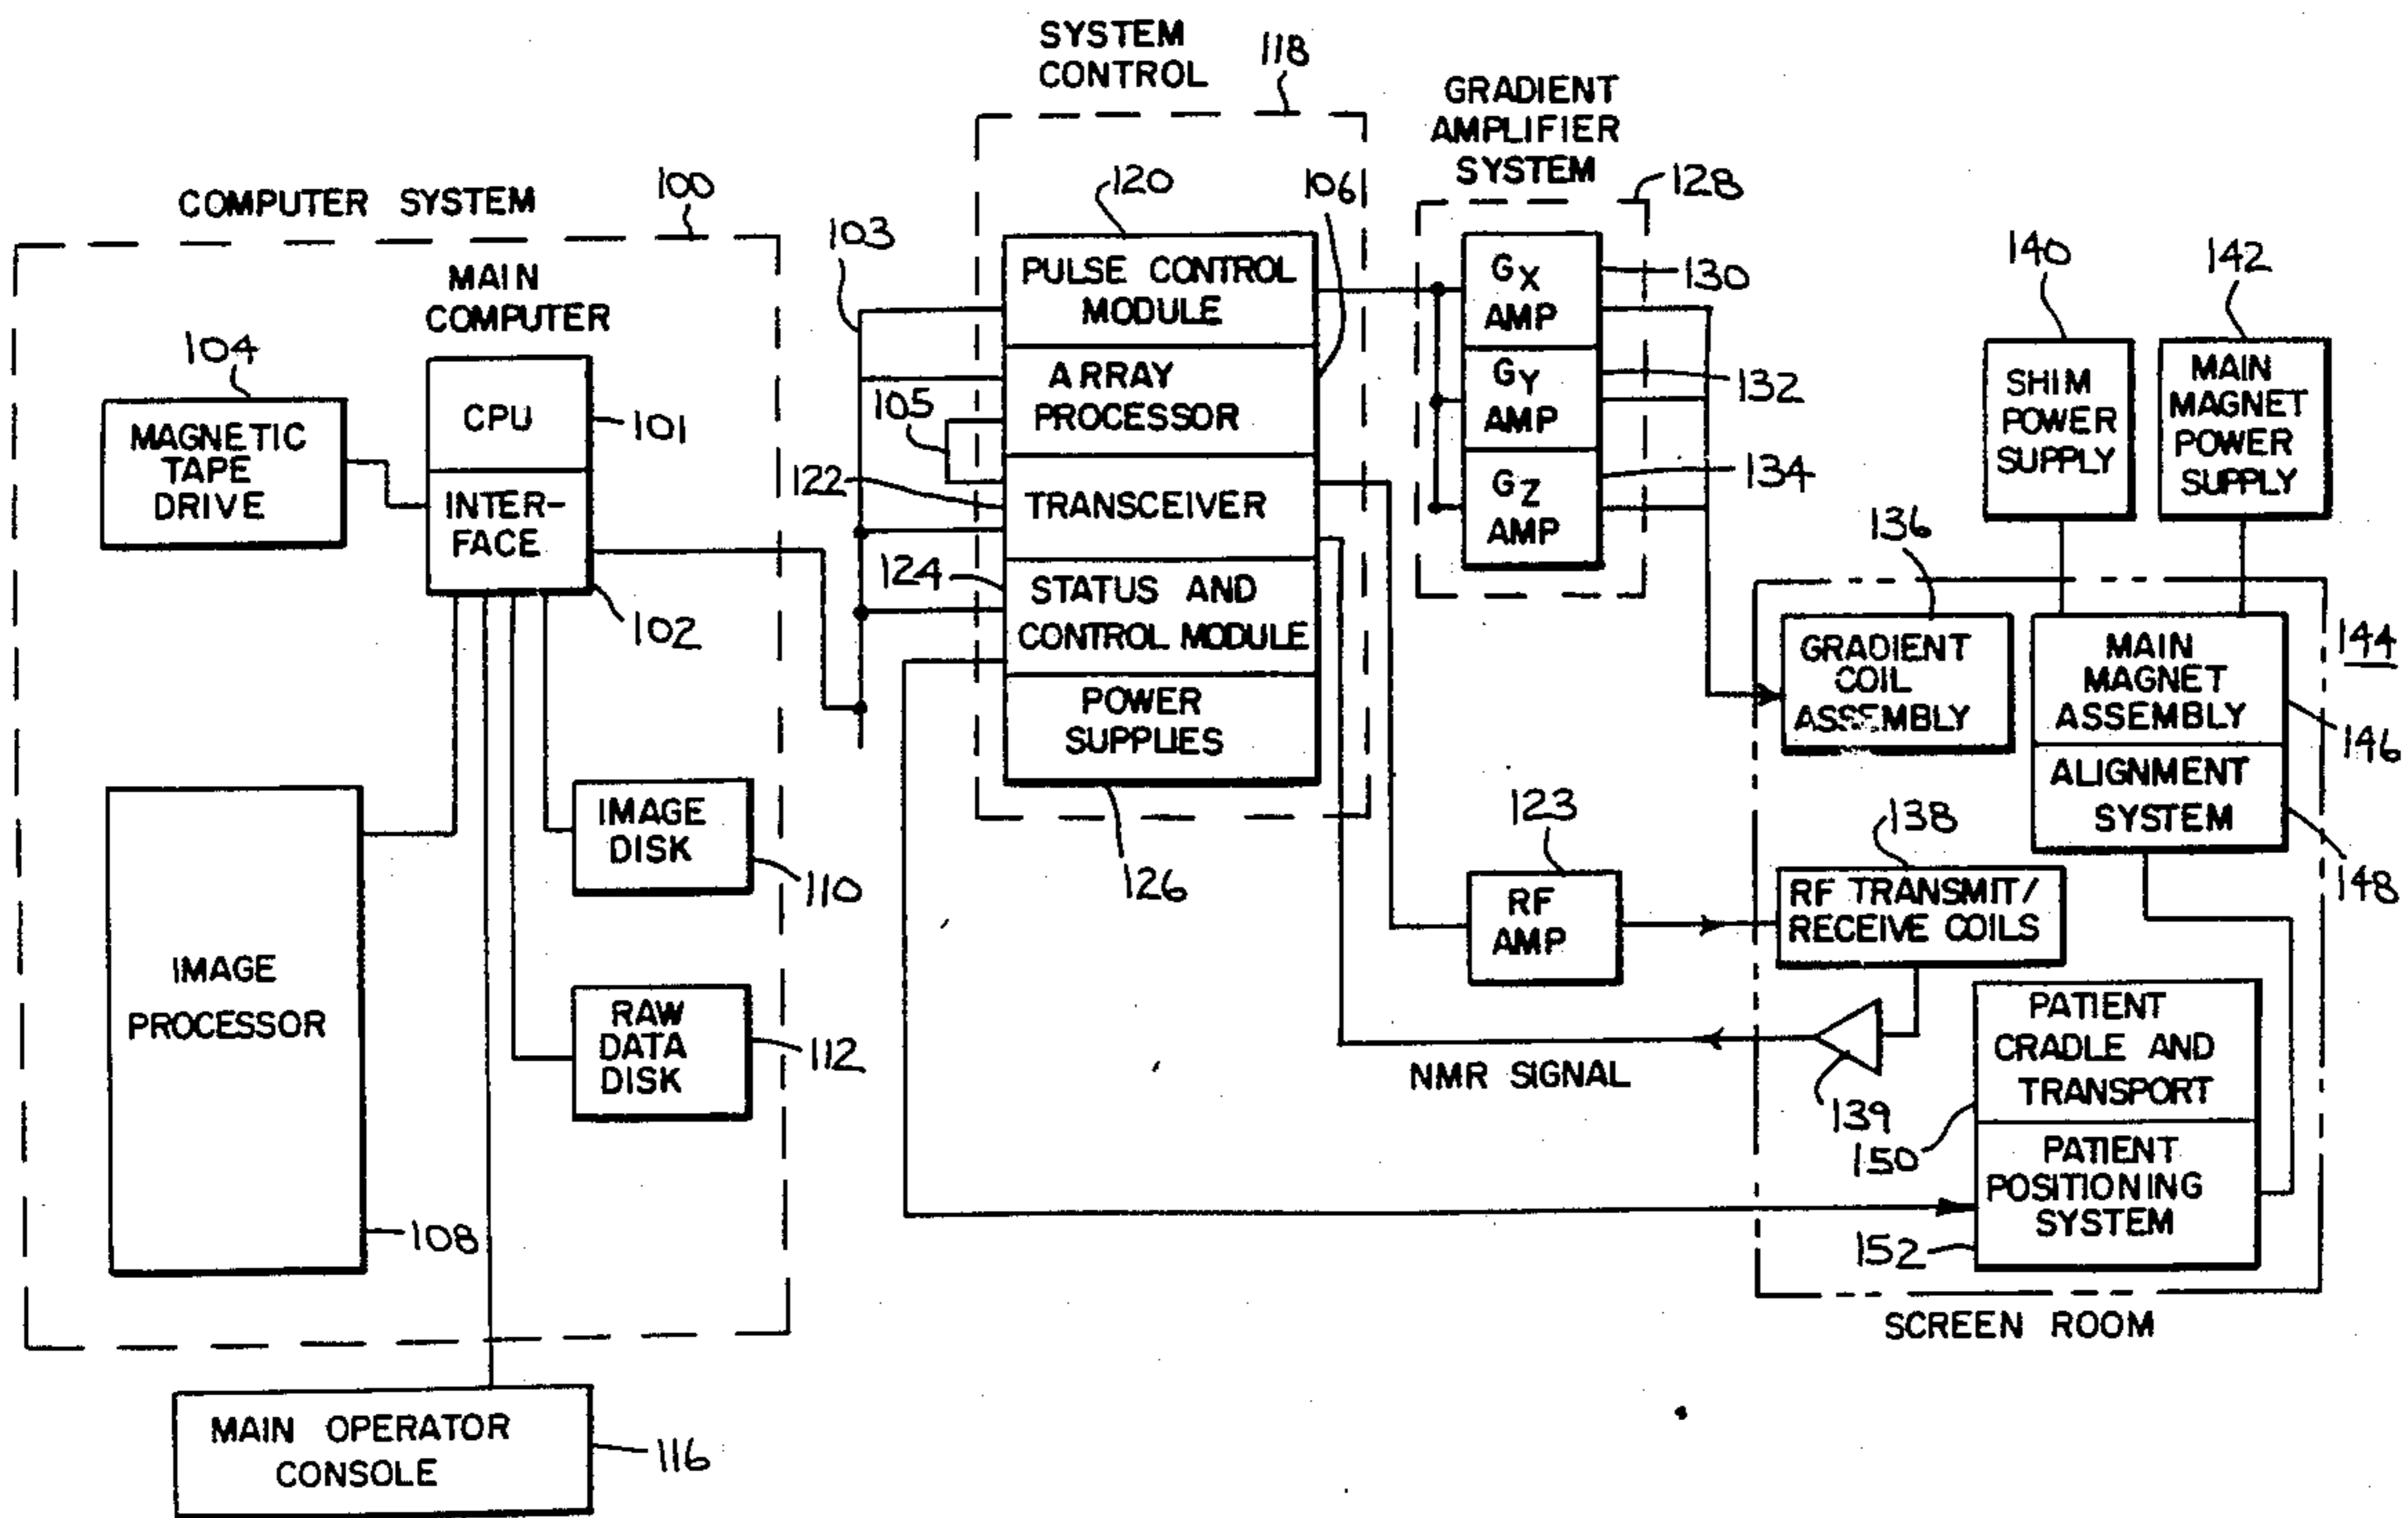 SYSTEM
CONTROL
118
GRADIENT
AMPLIFIER
SYSTEM
128
COMPUTER SYSTEM
100
MAIN
COMPUTER
104
MAGNETIC
TAPE
DRIVE
CPU
101
INTER-
FACE
102
IMAGE
PROCESSOR
108
IMAGE
DISK
110
RAW
DATA
DISK
112
MAIN OPERATOR
CONSOLE
116
103
120
106
PULSE CONTROL
MODULE
ARRAY
PROCESSOR
105
122
TRANSCEIVER
124
STATUS AND
CONTROL MODULE
POWER
SUPPLIES
126
GX
AMP
130
GY
AMP
132
GZ
AMP
134
140
SHIM
POWER
SUPPLY
142
MAIN
MAGNET
POWER
SUPPLY
136
GRADIENT
COIL
ASSEMBLY
144
MAIN
MAGNET
ASSEMBLY
146
ALIGNMENT
SYSTEM
148
123
RF
AMP
138
RF TRANSMIT/
RECEIVE COILS
139
NMR SIGNAL
PATIENT
CRADLE AND
TRANSPORT
150
PATIENT
POSITIONING
SYSTEM
152
SCREEN ROOM